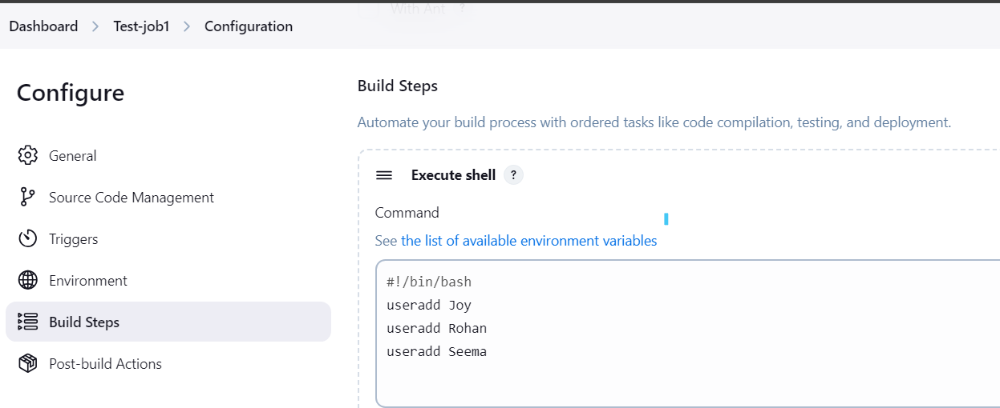 With Ant ?
Dashboard > Test-job1 > Configuration
Configure
General
Source Code Management
Triggers
Environment
Build Steps
Post-build Actions
Build Steps
Automate your build process with ordered tasks like code compilation, testing, and deployment.
Execute shell ?
Command
See the list of available environment variables
#!/bin/bash
useradd Joy
useradd Rohan
useradd Seema